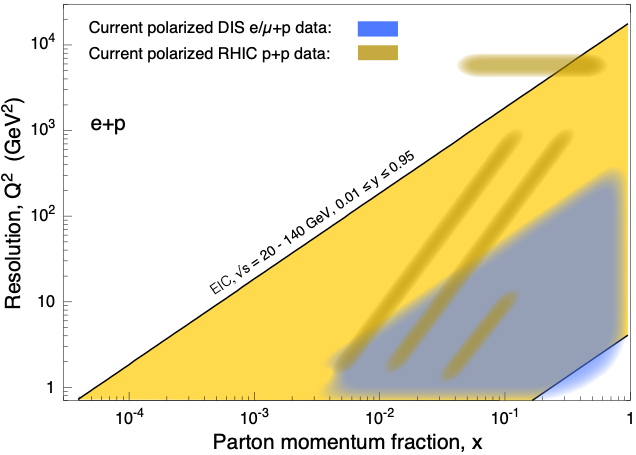 Current polarized DIS e/μ+p data:
Current polarized RHIC p+p data:
e+p
EIC, √s = 20 - 140 GeV, 0.01 ≤ y ≤ 0.95
Resolution, Q² (GeV²)
10⁴
10³
10²
10
1
10⁻⁴
10⁻³
10⁻²
10⁻¹
1
Parton momentum fraction, x